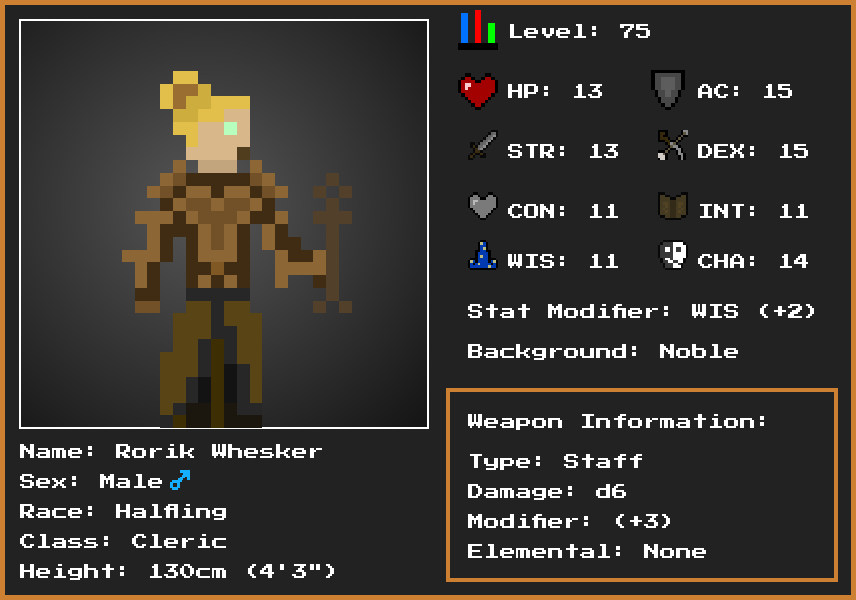 Level: 75
HP: 13 AC: 15
STR: 13 DEX: 15
CON: 11 INT: 11
WIS: 11 CHA: 14
Stat Modifier: WIS (+2)
Background: Noble
Weapon Information:
Type: Staff
Damage: d6
Modifier: (+3)
Elemental: None
Name: Rorik Whesker
Sex: Male♂
Race: Halfling
Class: Cleric
Height: 130cm (4'3")